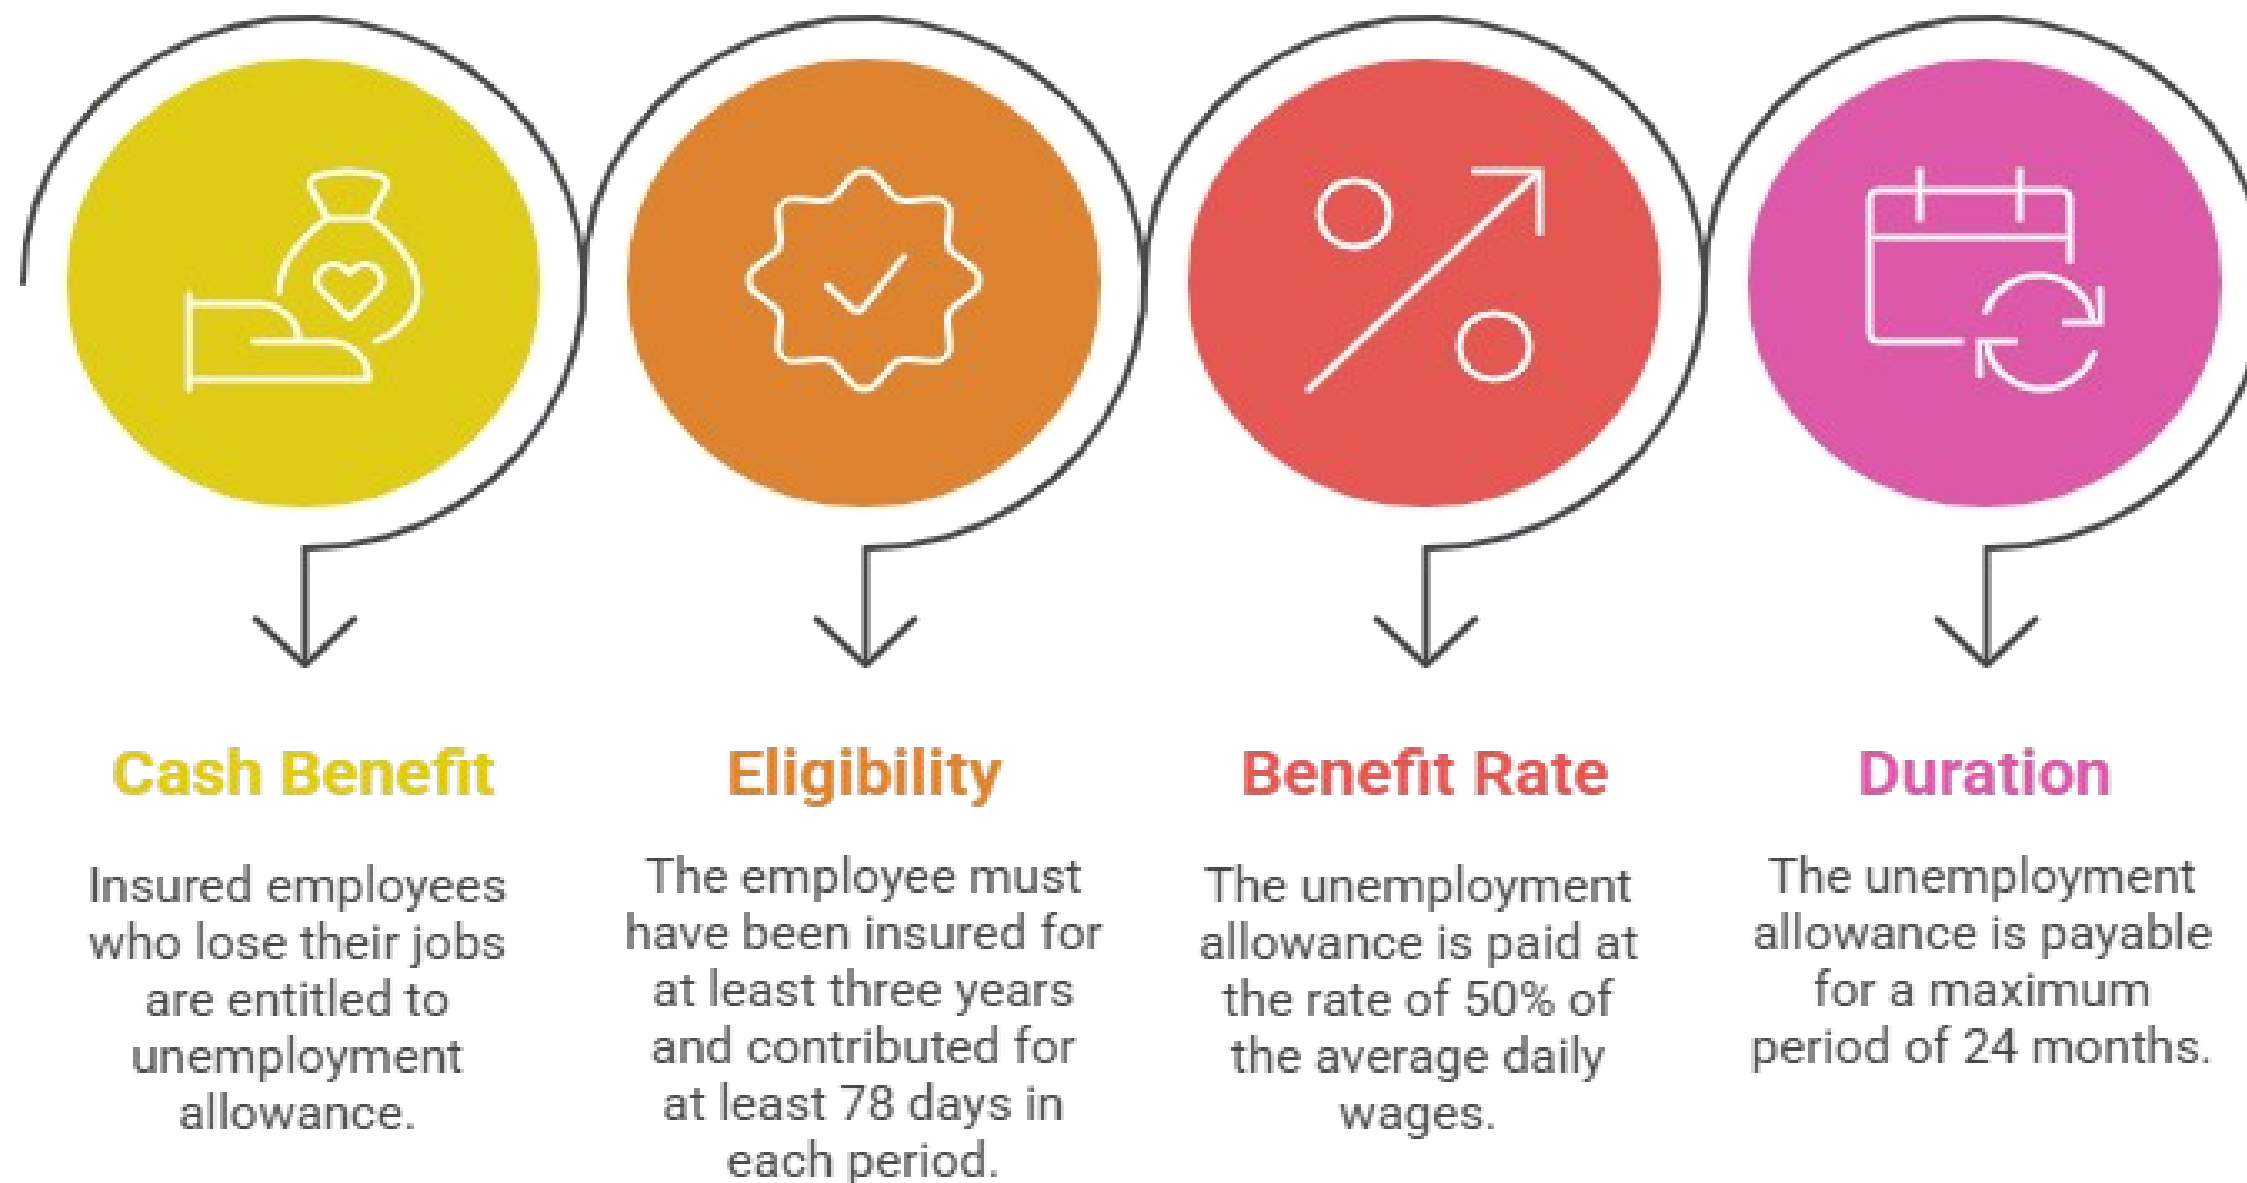 Cash Benefit
Insured employees
who lose their jobs
are entitled to
unemployment
allowance.
Eligibility
The employee must
have been insured for
at least three years
and contributed for
at least 78 days in
each period.
Benefit Rate
The unemployment
allowance is paid at
the rate of 50% of
the average daily
wages.
Duration
The unemployment
allowance is payable
for a maximum
period of 24 months.